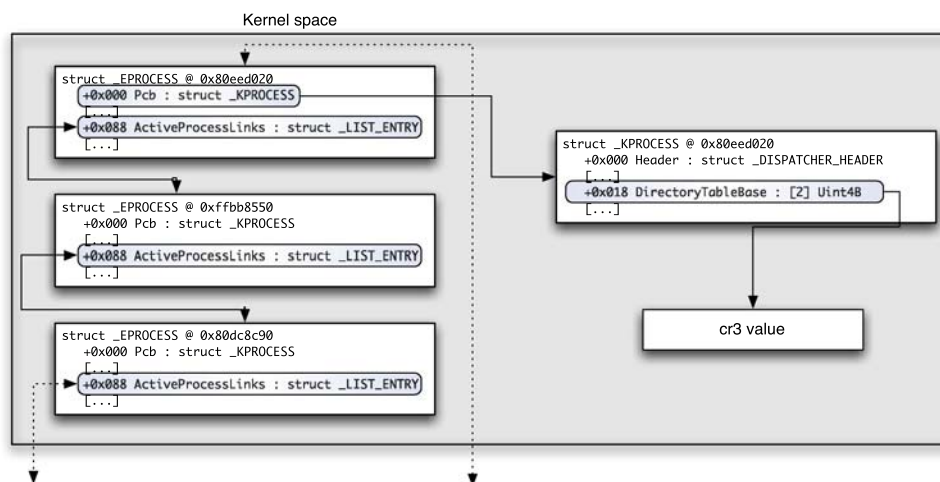 Kernel space
struct _EPROCESS @ 0x80eed020
+0x000 Pcb : struct _KPROCESS
[...]
+0x088 ActiveProcessLinks : struct _LIST_ENTRY
[...]
struct _EPROCESS @ 0xffbb8550
+0x000 Pcb : struct _KPROCESS
[...]
+0x088 ActiveProcessLinks : struct _LIST_ENTRY
[...]
struct _EPROCESS @ 0x80dc8c90
+0x000 Pcb : struct _KPROCESS
[...]
+0x088 ActiveProcessLinks : struct _LIST_ENTRY
[...]
struct _KPROCESS @ 0x80eed020
+0x000 Header : struct _DISPATCHER_HEADER
[...]
+0x018 DirectoryTableBase : [2] Uint4B
[...]
cr3 value